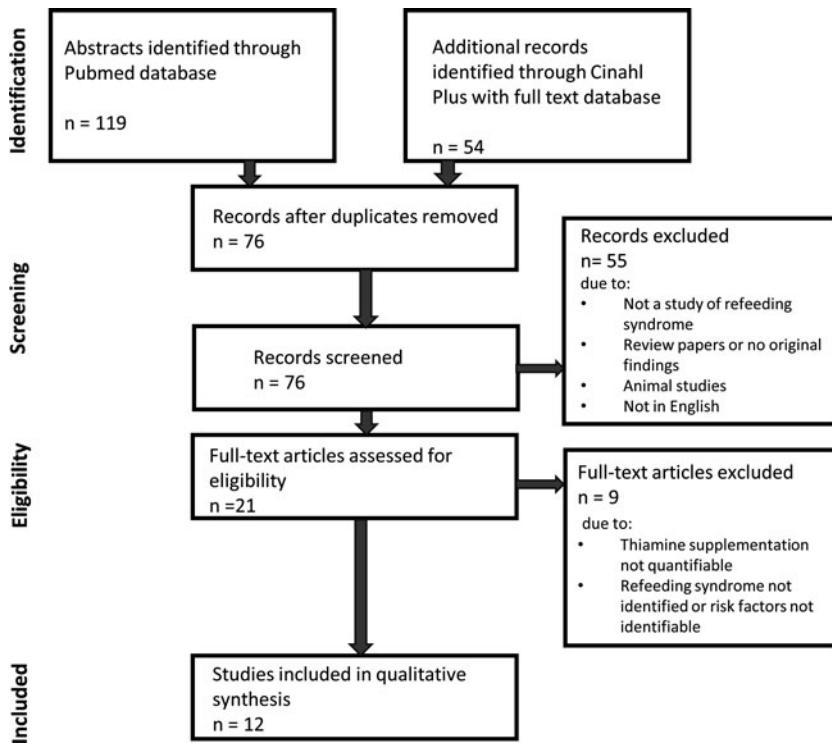 Identification
Abstracts identified through
Pubmed database
n = 119
Additional records
identified through Cinahl
Plus with full text database
n = 54
Screening
Records after duplicates removed
n = 76
Records screened
n = 76
Records excluded
n= 55
due to:
• Not a study of refeeding
syndrome
• Review papers or no original
findings
• Animal studies
• Not in English
Eligibility
Full-text articles assessed for
eligibility
n =21
Full-text articles excluded
n = 9
due to:
• Thiamine supplementation
not quantifiable
• Refeeding syndrome not
identified or risk factors not
identifiable
Included
Studies included in qualitative
synthesis
n = 12